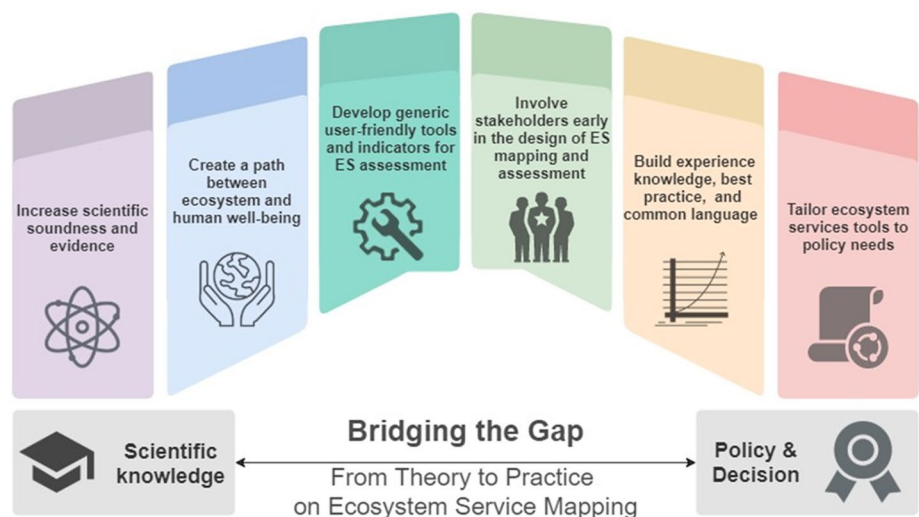 Increase scientific
soundness and
evidence
Create a path
between
ecosystem and
human well-being
Develop generic
user-friendly tools
and indicators for
ES assessment
Involve
stakeholders early
in the design of ES
mapping and
assessment
Build experience
knowledge, best
practice,  and
common language
Tailor ecosystem
services tools to
policy needs
Scientific
knowledge
Bridging the Gap
From Theory to Practice
on Ecosystem Service Mapping
Policy &
Decision